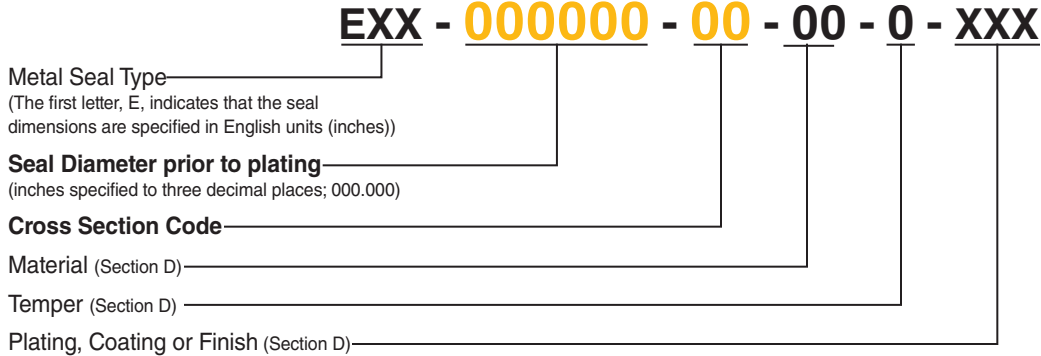 EXX - 000000 - 00 - 00 - 0 - XXX
Metal Seal Type
(The first letter, E, indicates that the seal
dimensions are specified in English units (inches))
Seal Diameter prior to plating
(inches specified to three decimal places; 000.000)
Cross Section Code
Material (Section D)
Temper (Section D)
Plating, Coating or Finish (Section D)